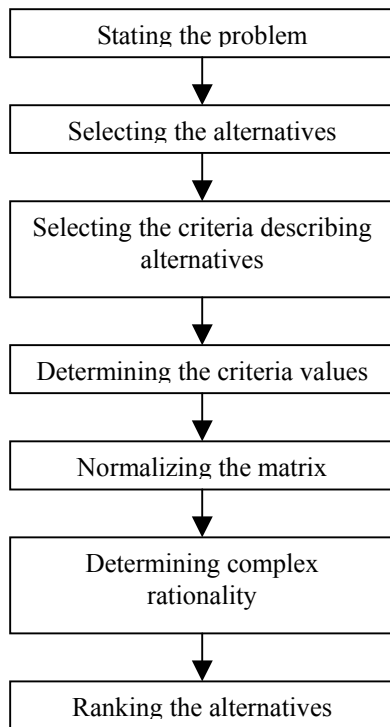 Stating the problem
Selecting the alternatives
Selecting the criteria describing
alternatives
Determining the criteria values
Normalizing the matrix
Determining complex
rationality
Ranking the alternatives